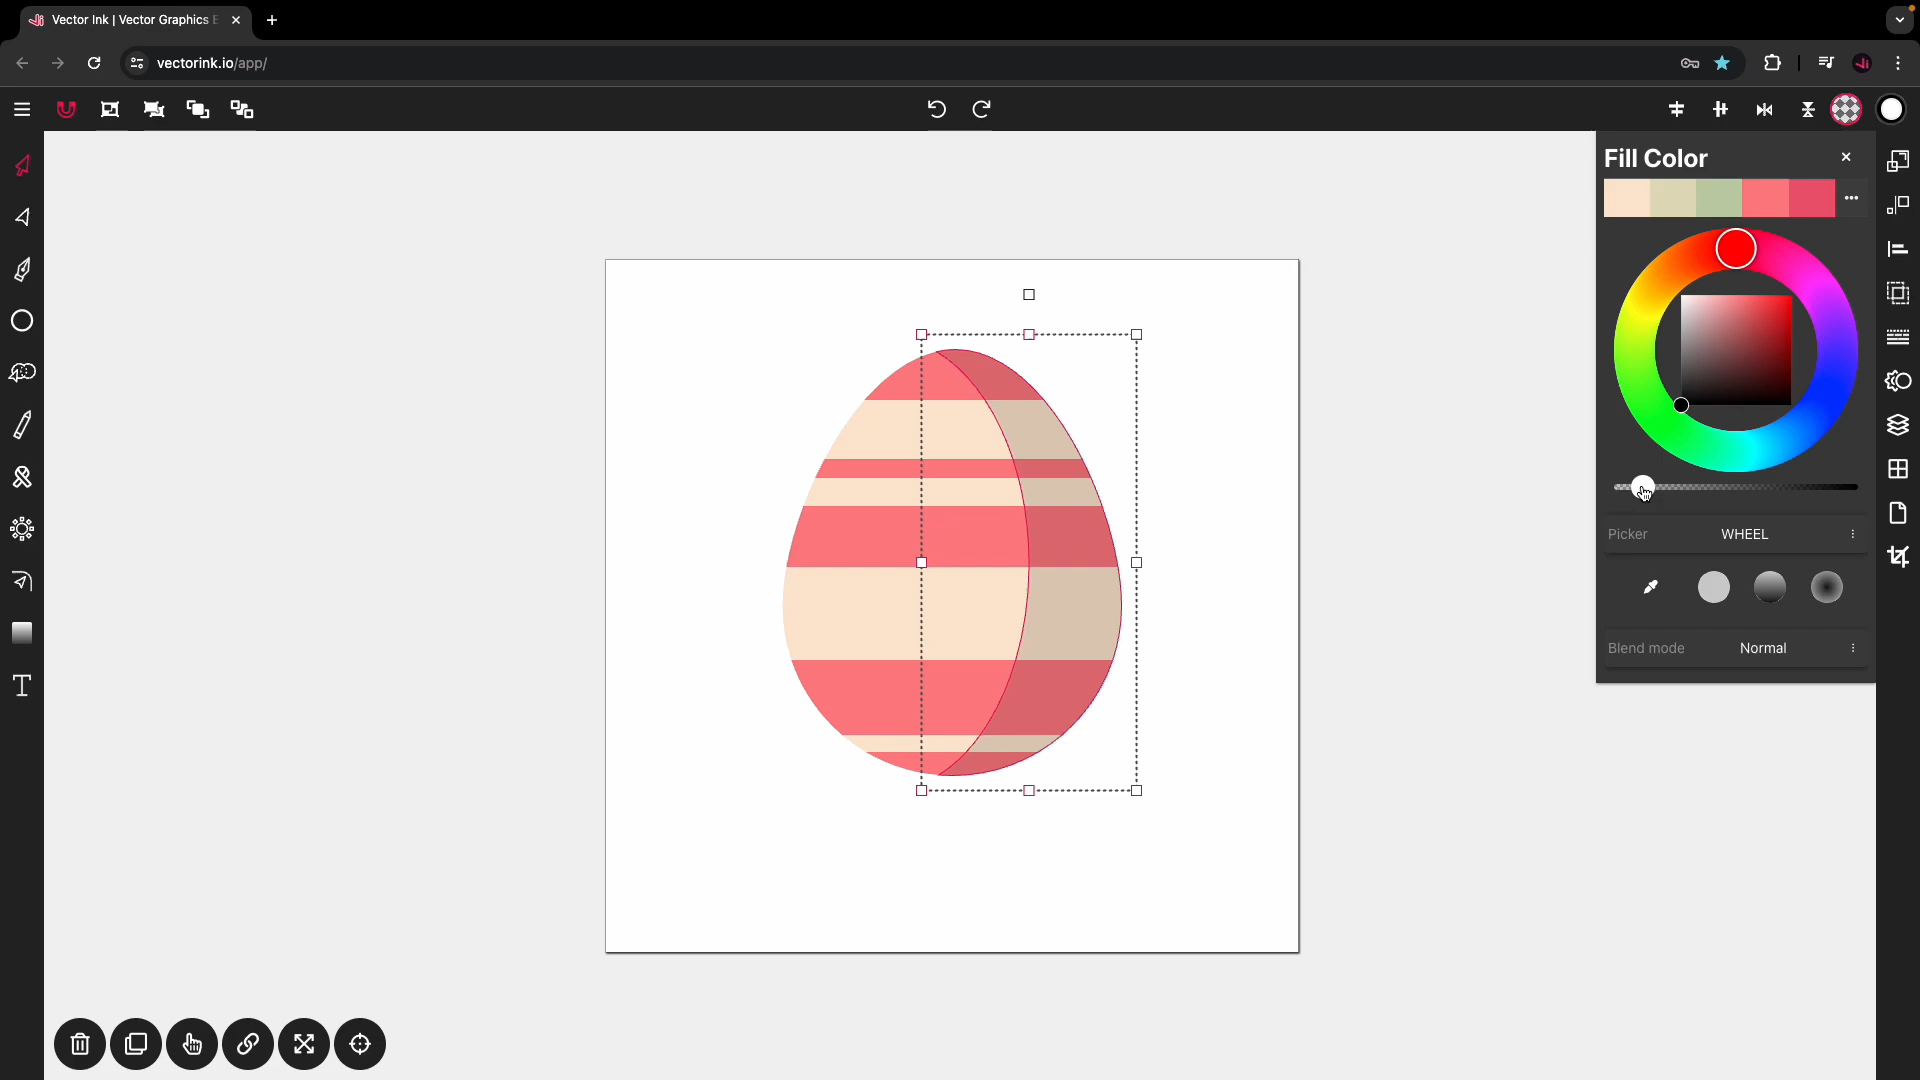 Vector Ink | Vector Graphics E
vectorink.io/app/
Fill Color
Picker WHEEL
Blend mode Normal